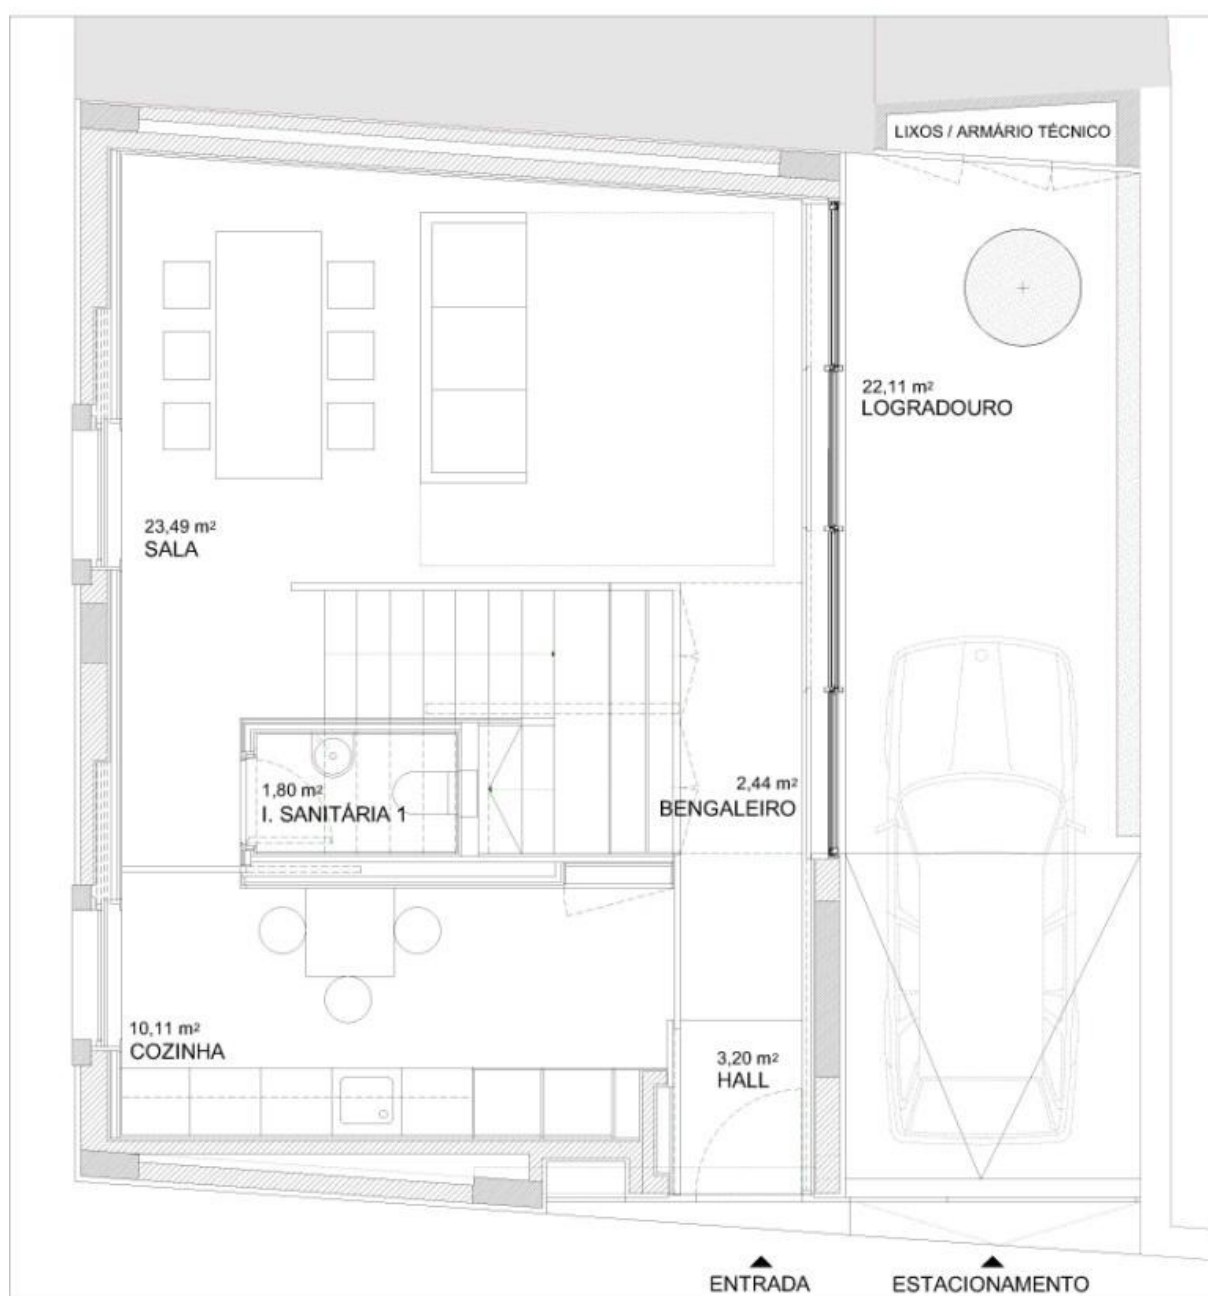 LIXOS / ARMÁRIO TÉCNICO
22,11 m²
LOGRADOURO
23,49 m²
SALA
1,80 m²
I. SANITÁRIA 1
2,44 m²
BENGALEIRO
10,11 m²
COZINHA
3,20 m²
HALL
ENTRADA
ESTACIONAMENTO